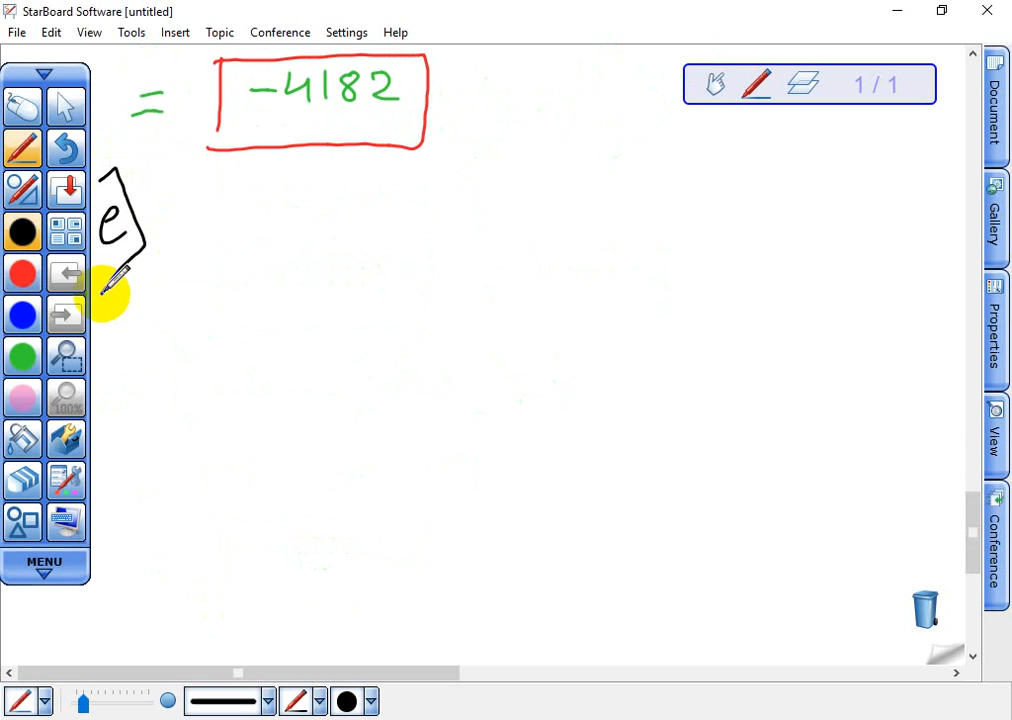 StarBoard Software [untitled]
File Edit View Tools Insert Topic Conference Settings Help
= -4182
1 / 1
e
100%
MENU
Document
Gallery
Properties
View
Conference